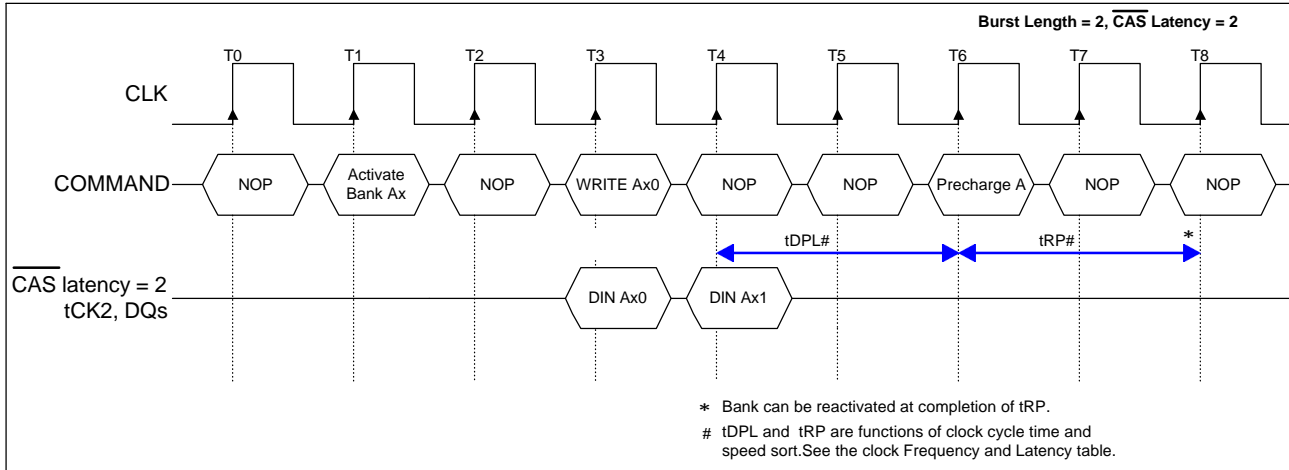 Burst Length = 2, CAS Latency = 2
T0 T1 T2 T3 T4 T5 T6 T7 T8
CLK
COMMAND
NOP
Activate
Bank Ax
NOP
WRITE Ax0
NOP
NOP
Precharge A
NOP
NOP
tDPL#
tRP#
*
CAS latency = 2
tCK2, DQs
DIN Ax0
DIN Ax1
* Bank can be reactivated at completion of tRP.
# tDPL and tRP are functions of clock cycle time and
speed sort.See the clock Frequency and Latency table.